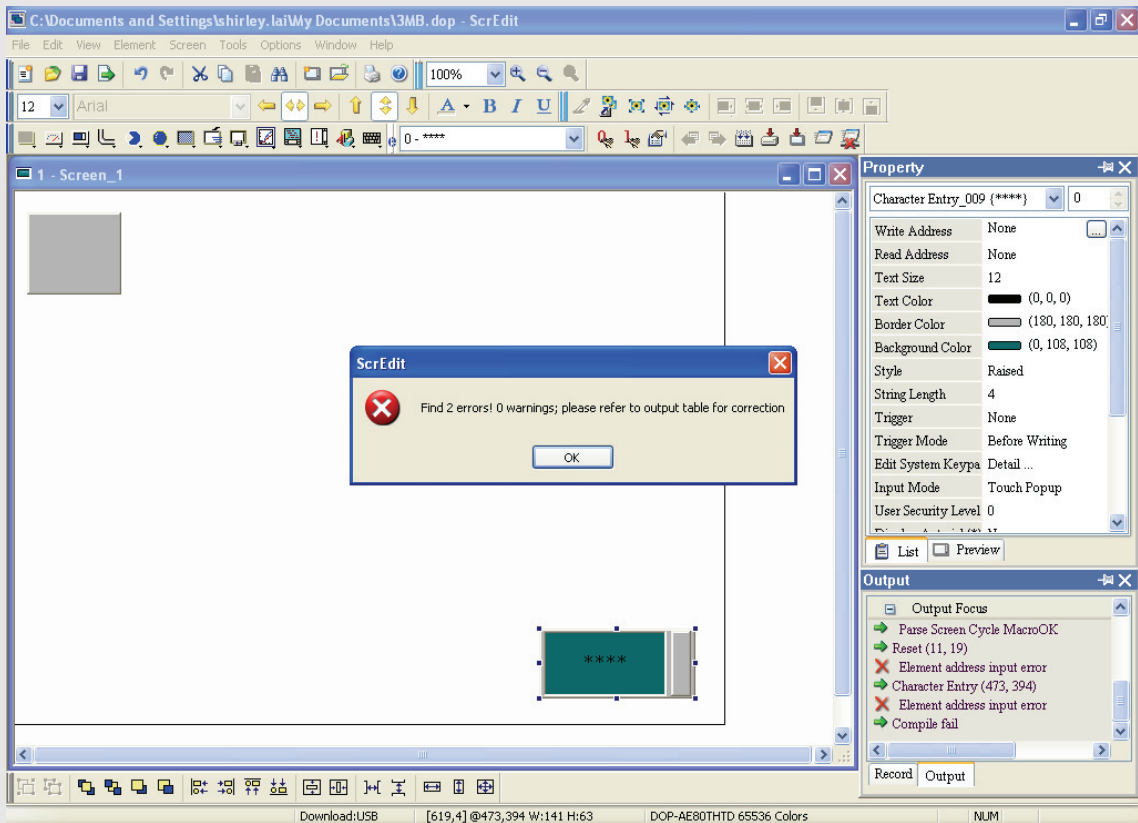 C:\Documents and Settings\shirley.lai\My Documents\3MB.dop - ScrEdit
File Edit View Element Screen Tools Options Window Help
100%
12 Arial A B I U
0 - ****
1 - Screen_1
ScrEdit
Find 2 errors! 0 warnings; please refer to output table for correction
OK
****
Property
Character Entry_009 {****} 0
Write Address None ...
Read Address None
Text Size 12
Text Color (0, 0, 0)
Border Color (180, 180, 180)
Background Color (0, 108, 108)
Style Raised
String Length 4
Trigger None
Trigger Mode Before Writing
Edit System Keypa Detail ...
Input Mode Touch Popup
User Security Level 0
List Preview
Output
Output Focus
Parse Screen Cycle MacroOK
Reset (11, 19)
Element address input error
Character Entry (473, 394)
Element address input error
Compile fail
Record Output
Download:USB [619,4] @473,394 W:141 H:63 DOP-AE80THTD 65536 Colors NUM